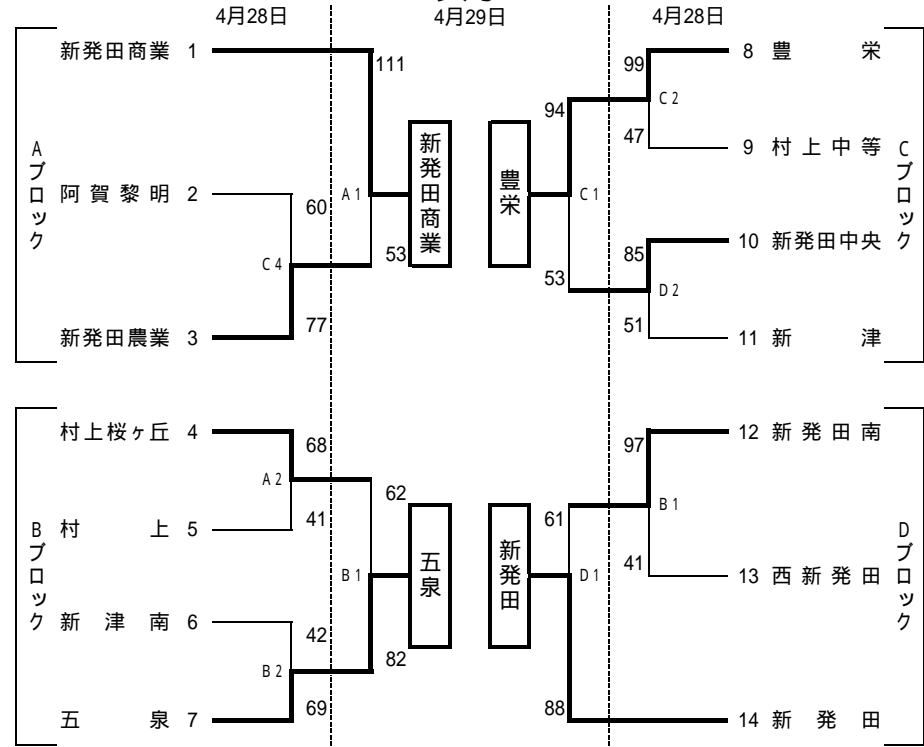 4月28日
4月29日
4月28日
Aブロック
新発田商業 1
111
阿賀黎明 2
60
A1
53
C4
新発田農業 3
77
新発田商業
豊栄
8 豊栄
99
C2
94
47
9 村上中等
Cブロック
C1
10 新発田中央
85
53
D2
51
11 新津
Bブロック
村上桜ヶ丘 4
68
A2
62
村上 5
41
B1
新津南 6
42
82
B2
五泉 7
69
五泉
新発田
12 新発田南
97
61
B1
D1
41
13 西新発田
Dブロック
88
14 新発田